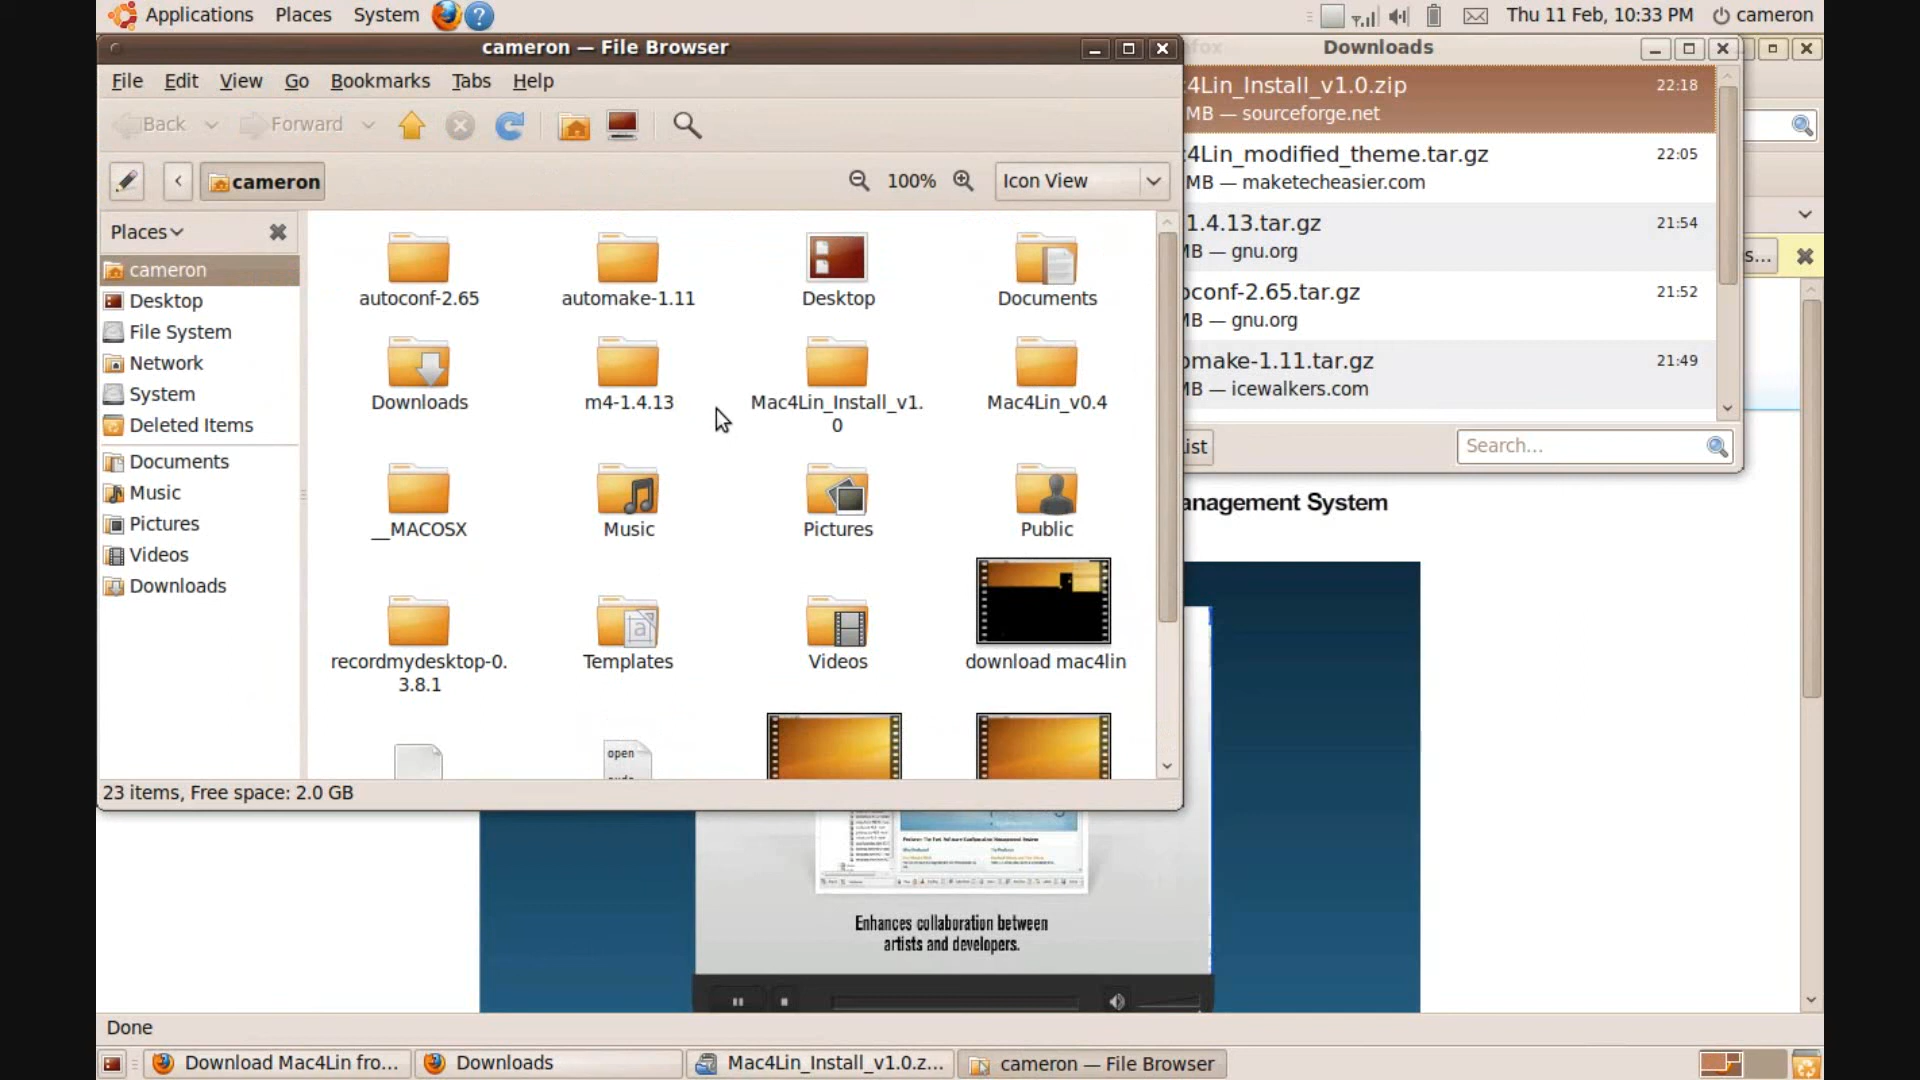 Applications Places System
Thu 11 Feb, 10:33 PM cameron
cameron — File Browser
File Edit View Go Bookmarks Tabs Help
Back Forward
cameron
100% Icon View
Places
cameron
Desktop
File System
Network
System
Deleted Items
Documents
Music
Pictures
Videos
Downloads
autoconf-2.65 automake-1.11 Desktop Documents
Downloads m4-1.4.13 Mac4Lin_Install_v1.
0
Mac4Lin_v0.4
__MACOSX Music Pictures Public
recordmydesktop-0.
3.8.1
Templates Videos download mac4lin
open
23 items, Free space: 2.0 GB
Downloads
4Lin_Install_v1.0.zip 22:18
MB — sourceforge.net
4Lin_modified_theme.tar.gz 22:05
MB — maketecheasier.com
1.4.13.tar.gz 21:54
MB — gnu.org
oconf-2.65.tar.gz 21:52
MB — gnu.org
omake-1.11.tar.gz 21:49
MB — icewalkers.com
ist
Search...
s...
anagement System
Enhances collaboration between
artists and developers.
Done
Download Mac4Lin fro... Downloads Mac4Lin_Install_v1.0.z... cameron — File Browser